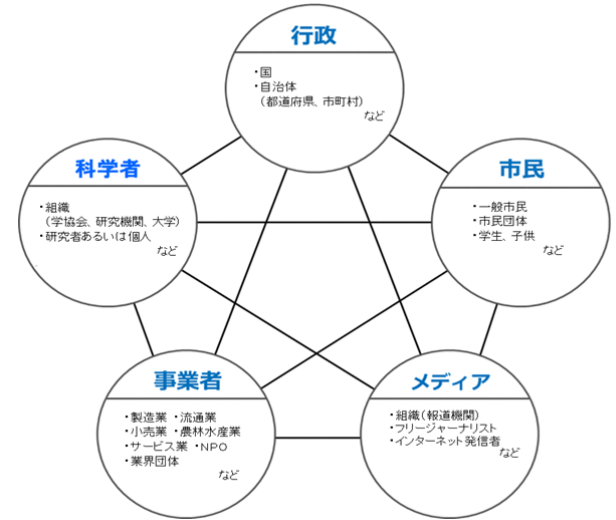 行政
・国
・自治体
（都道府県、市町村）
など
科学者
・組織
（学協会、研究機関、大学）
・研究者あるいは個人
など
市民
・一般市民
・市民団体
・学生、子供
など
事業者
・製造業 ・流通業
・小売業 ・農林水産業
・サービス業 ・NPO
・業界団体
など
メディア
・組織（報道機関）
・フリージャーナリスト
・インターネット発信者
など